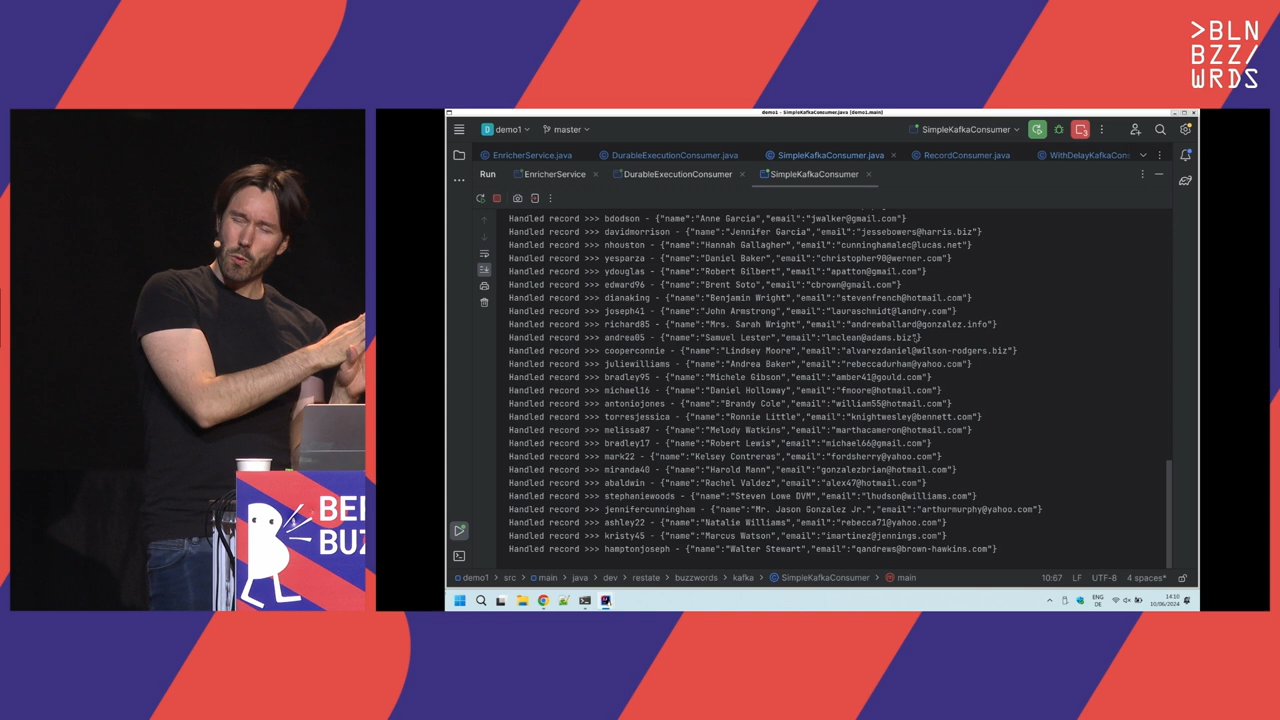 >BLN
BZZ/
WRDS
demo1 - SimpleKafkaConsumer.java [demo1.main]
demo1
master
SimpleKafkaConsumer
EnricherService.java
DurableExecutionConsumer.java
SimpleKafkaConsumer.java
RecordConsumer.java
WithDelayKafkaCons
Run
EnricherService
DurableExecutionConsumer
SimpleKafkaConsumer
Handled record >>> bdodson - {"name":"Anne Garcia","email":"jwalker@gmail.com"}
Handled record >>> davidmorrison - {"name":"Jennifer Garcia","email":"jessebowers@harris.biz"}
Handled record >>> nhouston - {"name":"Hannah Gallagher","email":"cunninghamalec@lucas.net"}
Handled record >>> yesparza - {"name":"Daniel Baker","email":"christopher90@werner.com"}
Handled record >>> ydouglas - {"name":"Robert Gilbert","email":"apatton@gmail.com"}
Handled record >>> edward96 - {"name":"Brent Soto","email":"cbrown@gmail.com"}
Handled record >>> dianaking - {"name":"Benjamin Wright","email":"stevenfrench@hotmail.com"}
Handled record >>> joseph41 - {"name":"John Armstrong","email":"lauraschmidt@landry.com"}
Handled record >>> richard85 - {"name":"Mrs. Sarah Wright","email":"andrewballard@gonzalez.info"}
Handled record >>> andrea05 - {"name":"Samuel Lester","email":"lmclean@adams.biz"}
Handled record >>> cooperconnie - {"name":"Lindsey Moore","email":"alvarezdaniel@wilson-rodgers.biz"}
Handled record >>> juliewilliams - {"name":"Andrea Baker","email":"rebeccadurham@yahoo.com"}
Handled record >>> bradley95 - {"name":"Michele Gibson","email":"amber41@gould.com"}
Handled record >>> michael16 - {"name":"Daniel Holloway","email":"fmoore@hotmail.com"}
Handled record >>> antoniojones - {"name":"Brandy Cole","email":"william55@hotmail.com"}
Handled record >>> torresjessica - {"name":"Ronnie Little","email":"knightwesley@bennett.com"}
Handled record >>> melissa87 - {"name":"Melody Watkins","email":"marthacameron@hotmail.com"}
Handled record >>> bradley17 - {"name":"Robert Lewis","email":"michael66@gmail.com"}
Handled record >>> mark22 - {"name":"Kelsey Contreras","email":"fordsherry@yahoo.com"}
Handled record >>> miranda40 - {"name":"Harold Mann","email":"gonzalezbrian@hotmail.com"}
Handled record >>> abaldwin - {"name":"Rachel Valdez","email":"alex47@hotmail.com"}
Handled record >>> stephaniewoods - {"name":"Steven Lowe DVM","email":"lhudson@williams.com"}
Handled record >>> jennifercunningham - {"name":"Mr. Jason Gonzalez Jr.","email":"arthurmurphy@yahoo.com"}
Handled record >>> ashley22 - {"name":"Natalie Williams","email":"rebecca71@yahoo.com"}
Handled record >>> kristy45 - {"name":"Marcus Watson","email":"imartinez@jennings.com"}
Handled record >>> hamptonjoseph - {"name":"Walter Stewart","email":"qandrews@brown-hawkins.com"}
demo1 > src > main > java > dev > restate > buzzwords > kafka > SimpleKafkaConsumer > main
10:67 LF UTF-8 4 spaces*
ENG
DE
14:10
10/06/2024
BER
BUZ